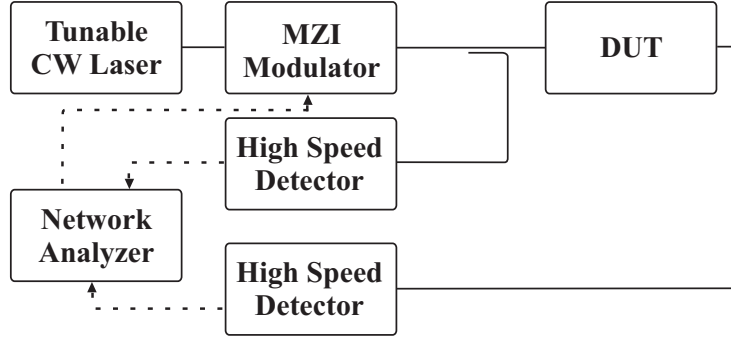 Tunable
CW Laser
MZI
Modulator
DUT
High Speed
Detector
Network
Analyzer
High Speed
Detector